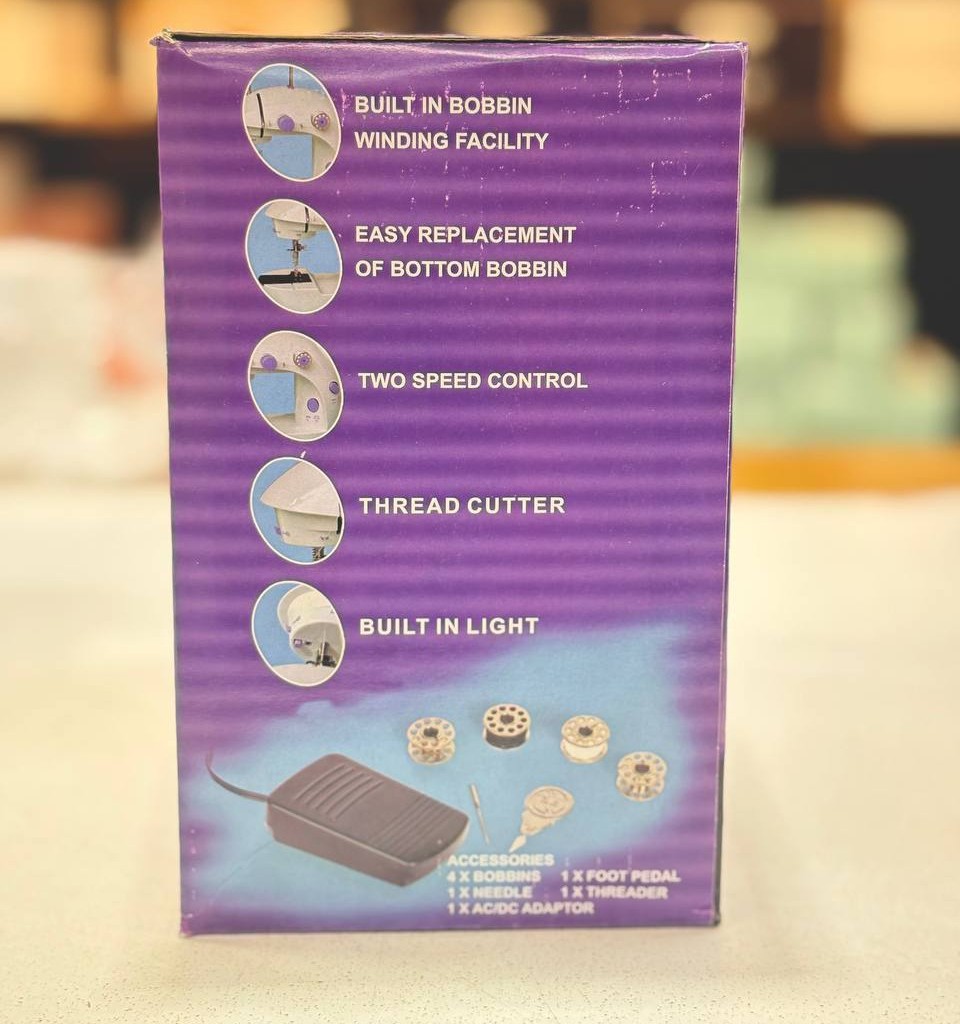 BUILT IN BOBBIN
WINDING FACILITY
EASY REPLACEMENT
OF BOTTOM BOBBIN
TWO SPEED CONTROL
THREAD CUTTER
BUILT IN LIGHT
ACCESSORIES
4 X BOBBINS 1 X FOOT PEDAL
1 X NEEDLE 1 X THREADER
1 X AC/DC ADAPTOR